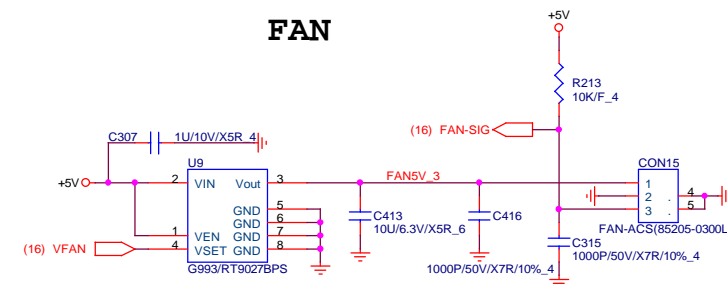 FAN
+5V
R213
10K/F_4
(16) FAN-SIG
C307
1U/10V/X5R_4
U9
+5V
2 VIN Vout 3
FAN5V_3
CON15
1
2 . 4
3 . 5
GND 5
GND 6
1 VEN GND 7
(16) VFAN
4 VSET GND 8
G993/RT9027BPS
C413
10U/6.3V/X5R_6
C416
1000P/50V/X7R/10%_4
FAN-ACS(85205-0300L
C315
1000P/50V/X7R/10%_4